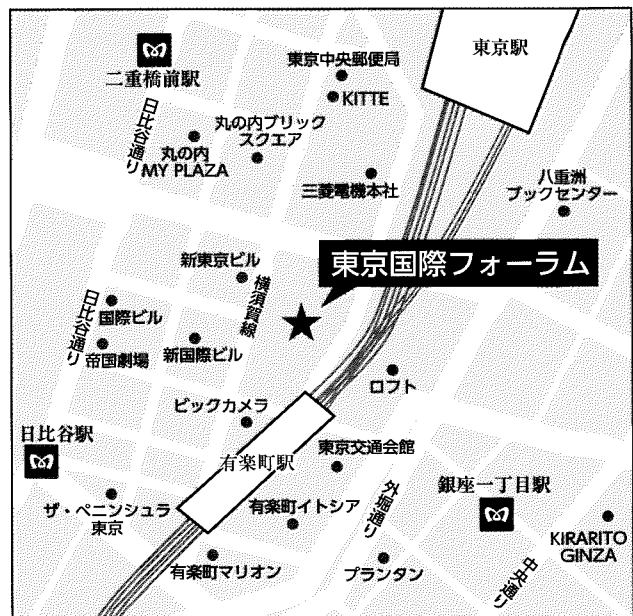 東京駅
二重橋前駅
東京中央郵便局
KITTE
日比谷通り
丸の内ブリック
スクエア
丸の内
MY PLAZA
三菱電機本社
八重洲
ブックセンター
新東京ビル
東京国際フォーラム
横須賀線
日比谷通り
国際ビル
帝国劇場
新国際ビル
ロフト
ビックカメラ
日比谷駅
有楽町駅
東京交通会館
外堀通り
銀座一丁目駅
ザ・ペニンシュラ
東京
有楽町イトシア
KIRARITO
GINZA
有楽町マリオン
プランタン
中央通り